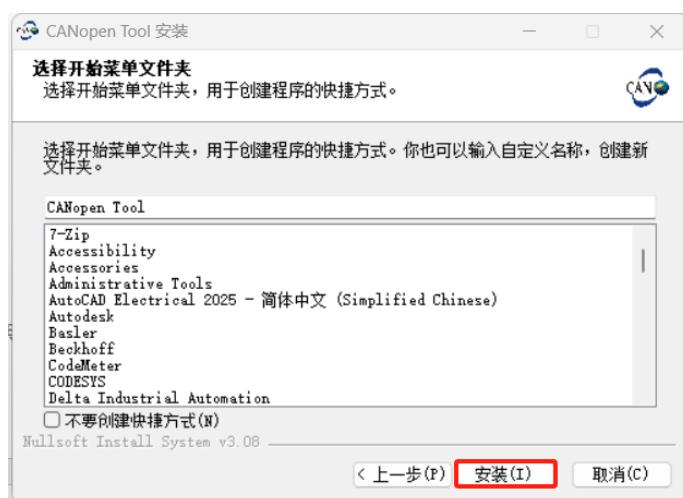 CANopen Tool 安装
选择开始菜单文件夹
选择开始菜单文件夹，用于创建程序的快捷方式。
CAN
选择开始菜单文件夹，用于创建程序的快捷方式。你也可以输入自定义名称，创建新
文件夹。
CANopen Tool
7-Zip
Accessibility
Accessories
Administrative Tools
AutoCAD Electrical 2025 - 简体中文 (Simplified Chinese)
Autodesk
Basler
Beckhoff
CodeMeter
CODESYS
Delta Industrial Automation
不要创建快捷方式(N)
Nullsoft Install System v3.08
< 上一步(P) 安装(I) 取消(C)